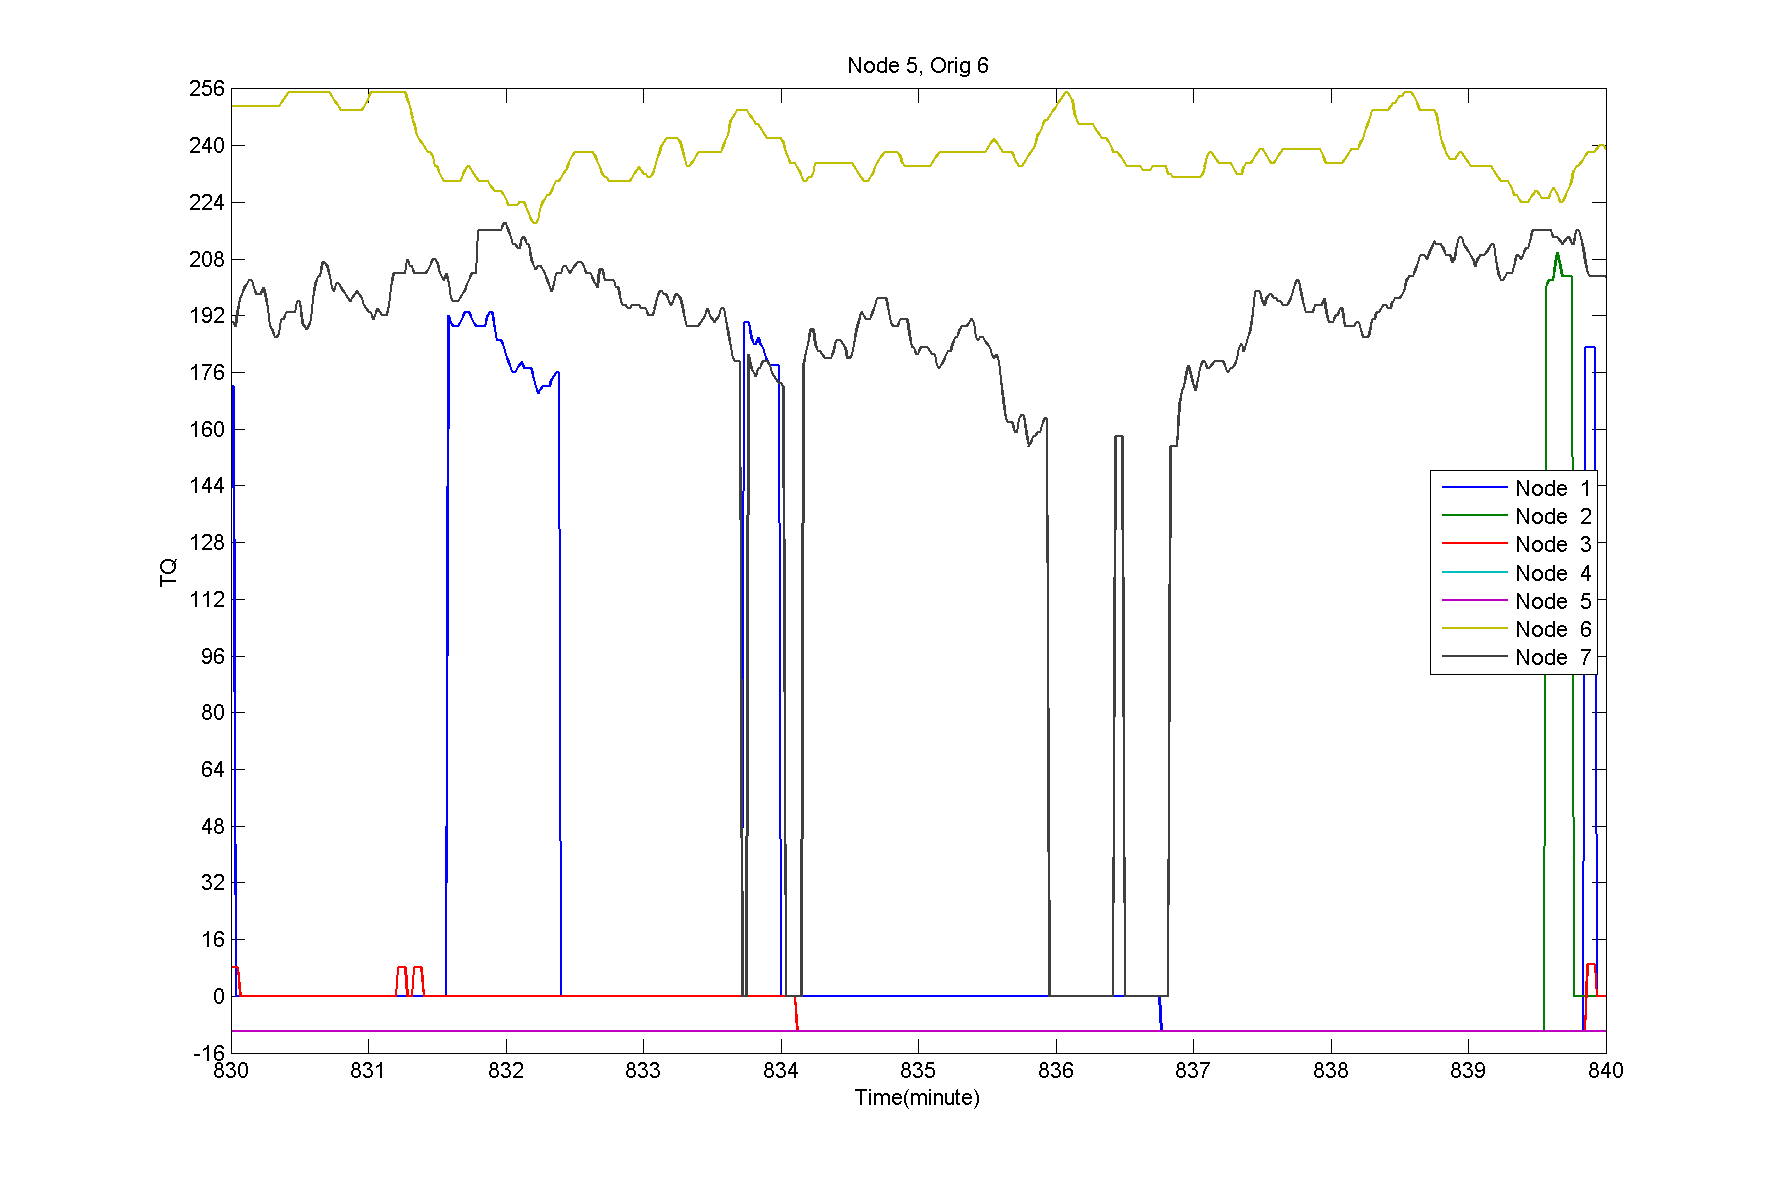 Node 5, Orig 6
256
240
224
208
192
176
160
144
128
112
96
80
64
48
32
16
0
-16
TQ
Node 1
Node 2
Node 3
Node 4
Node 5
Node 6
Node 7
830 831 832 833 834 835 836 837 838 839 840
Time(minute)